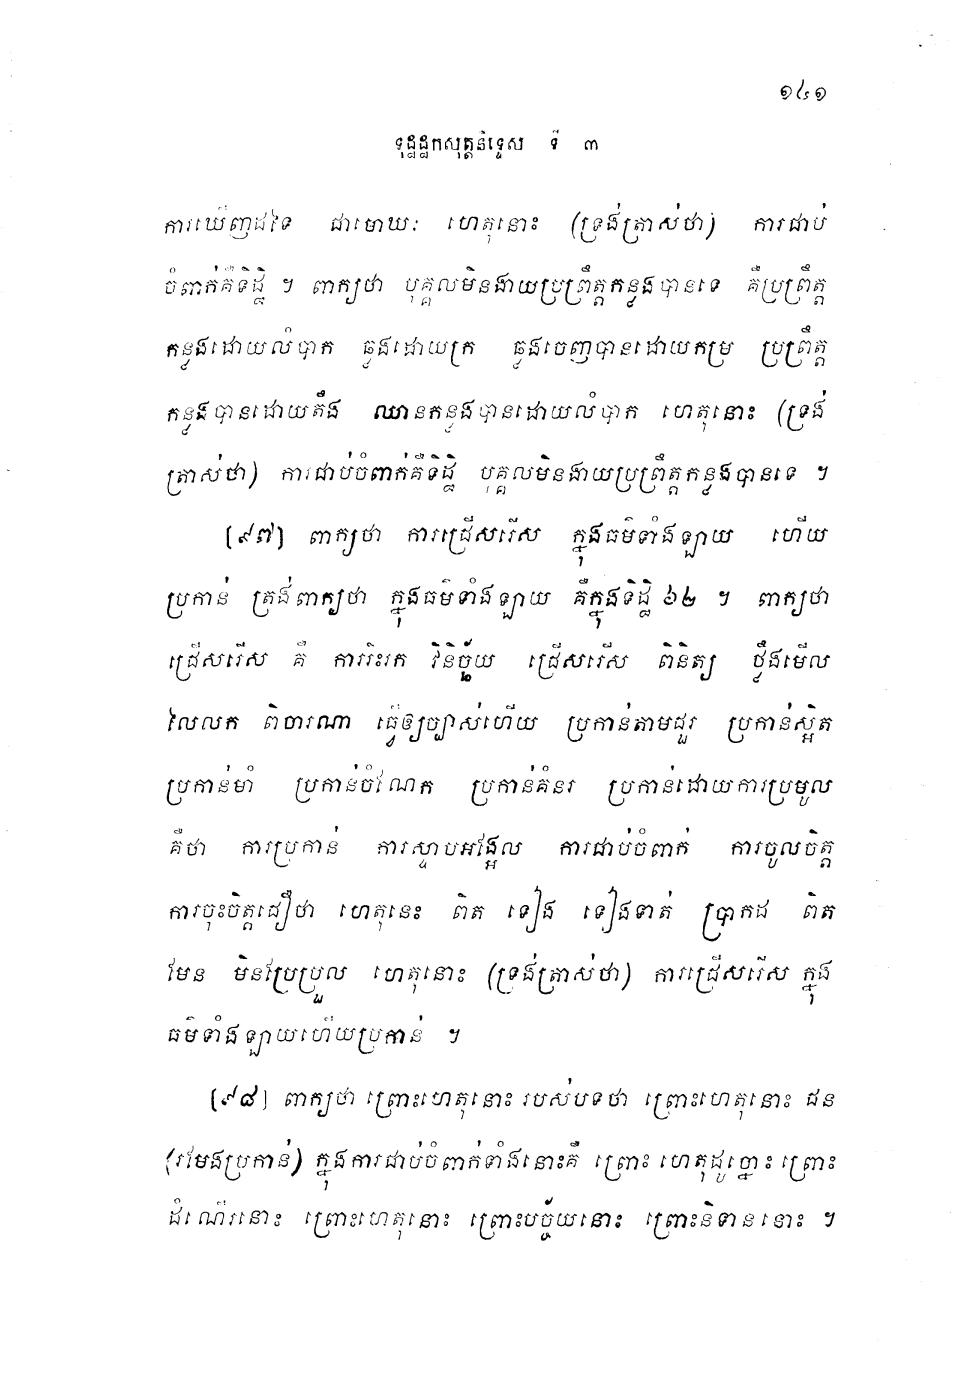 ១៤១
ទុដ្ឋដ្ឋកសុត្តនិទ្ទេស ទី ៣
ការឃើញដទៃ ជាមោឃៈ ហេតុនោះ (ទ្រង់ត្រាស់ថា) ការជាប់
ចំពាក់គឺទិដ្ឋិ ។ ពាក្យថា បុគ្គលមិនងាយប្រព្រឹត្តកន្លងបានទេ គឺប្រព្រឹត្ត
កន្លងដោយលំបាក ឆ្លងដោយក្រ ឆ្លងចេញបានដោយកម្រ ប្រព្រឹត្ត
កន្លងបានដោយតឹង ឈានកន្លងបានដោយលំបាក ហេតុនោះ (ទ្រង់
ត្រាស់ថា) ការជាប់ចំពាក់គឺទិដ្ឋិ បុគ្គលមិនងាយប្រព្រឹត្តកន្លងបានទេ ។
[៩៧] ពាក្យថា ការជ្រើសរើស ក្នុងធម៌ទាំងឡាយ ហើយ
ប្រកាន់ ត្រង់ពាក្យថា ក្នុងធម៌ទាំងឡាយ គឺក្នុងទិដ្ឋិ ៦២ ។ ពាក្យថា
ជ្រើសរើស គឺ ការរិះរក វិនិច្ឆ័យ ជ្រើសរើស ពិនិត្យ ថ្លឹងមើល
លៃលក ពិចារណា ធ្វើឲ្យច្បាស់ហើយ ប្រកាន់តាមដួរ ប្រកាន់ស្អិត
ប្រកាន់មាំ ប្រកាន់ចំណែក ប្រកាន់គំនរ ប្រកាន់ដោយការប្រមូល
គឺថា ការប្រកាន់ ការស្ទាបអង្អែល ការជាប់ចំពាក់ ការចូលចិត្ត
ការចុះចិត្តជឿថា ហេតុនេះ ពិត ទៀង ទៀងទាត់ ប្រាកដ ពិត
មែន មិនប្រែប្រួល ហេតុនោះ (ទ្រង់ត្រាស់ថា) ការជ្រើសរើស ក្នុង
ធម៌ទាំងឡាយហើយប្រកាន់ ។
[៩៨] ពាក្យថា ព្រោះហេតុនោះ របស់បទថា ព្រោះហេតុនោះ ជន
(រមែងប្រកាន់) ក្នុងការជាប់ចំពាក់ទាំងនោះគឺ ព្រោះ ហេតុដូច្នោះ ព្រោះ
ដំណើរនោះ ព្រោះហេតុនោះ ព្រោះបច្ច័យនោះ ព្រោះនិទាននោះ ។